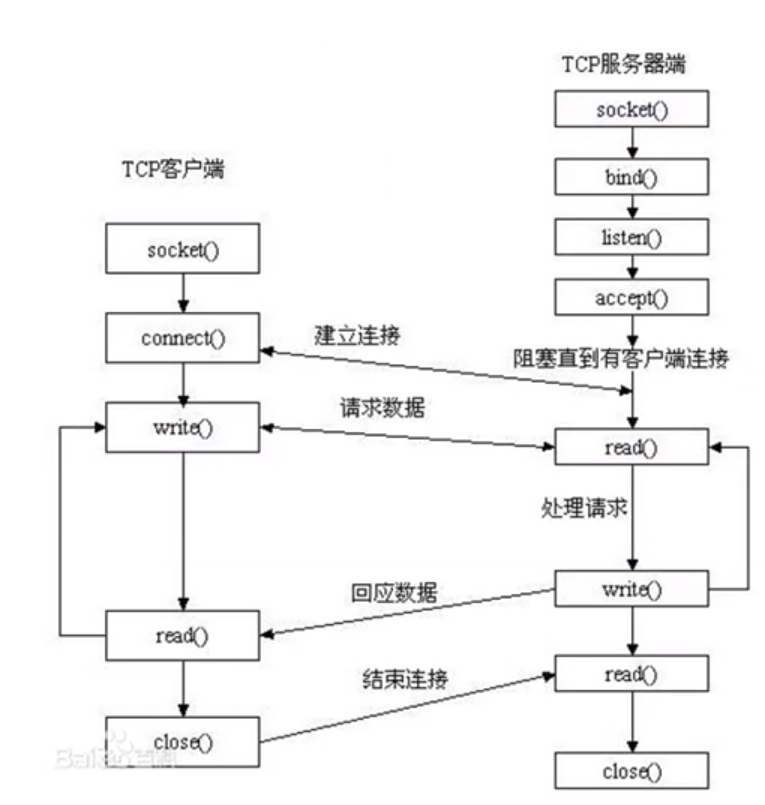 TCP服务器端
socket()
bind()
TCP客户端
listen()
socket()
accept()
connect()
建立连接
阻塞直到有客户端连接
请求数据
write()
read()
处理请求
回应数据
write()
read()
结束连接
read()
close()
close()
Baidu百科